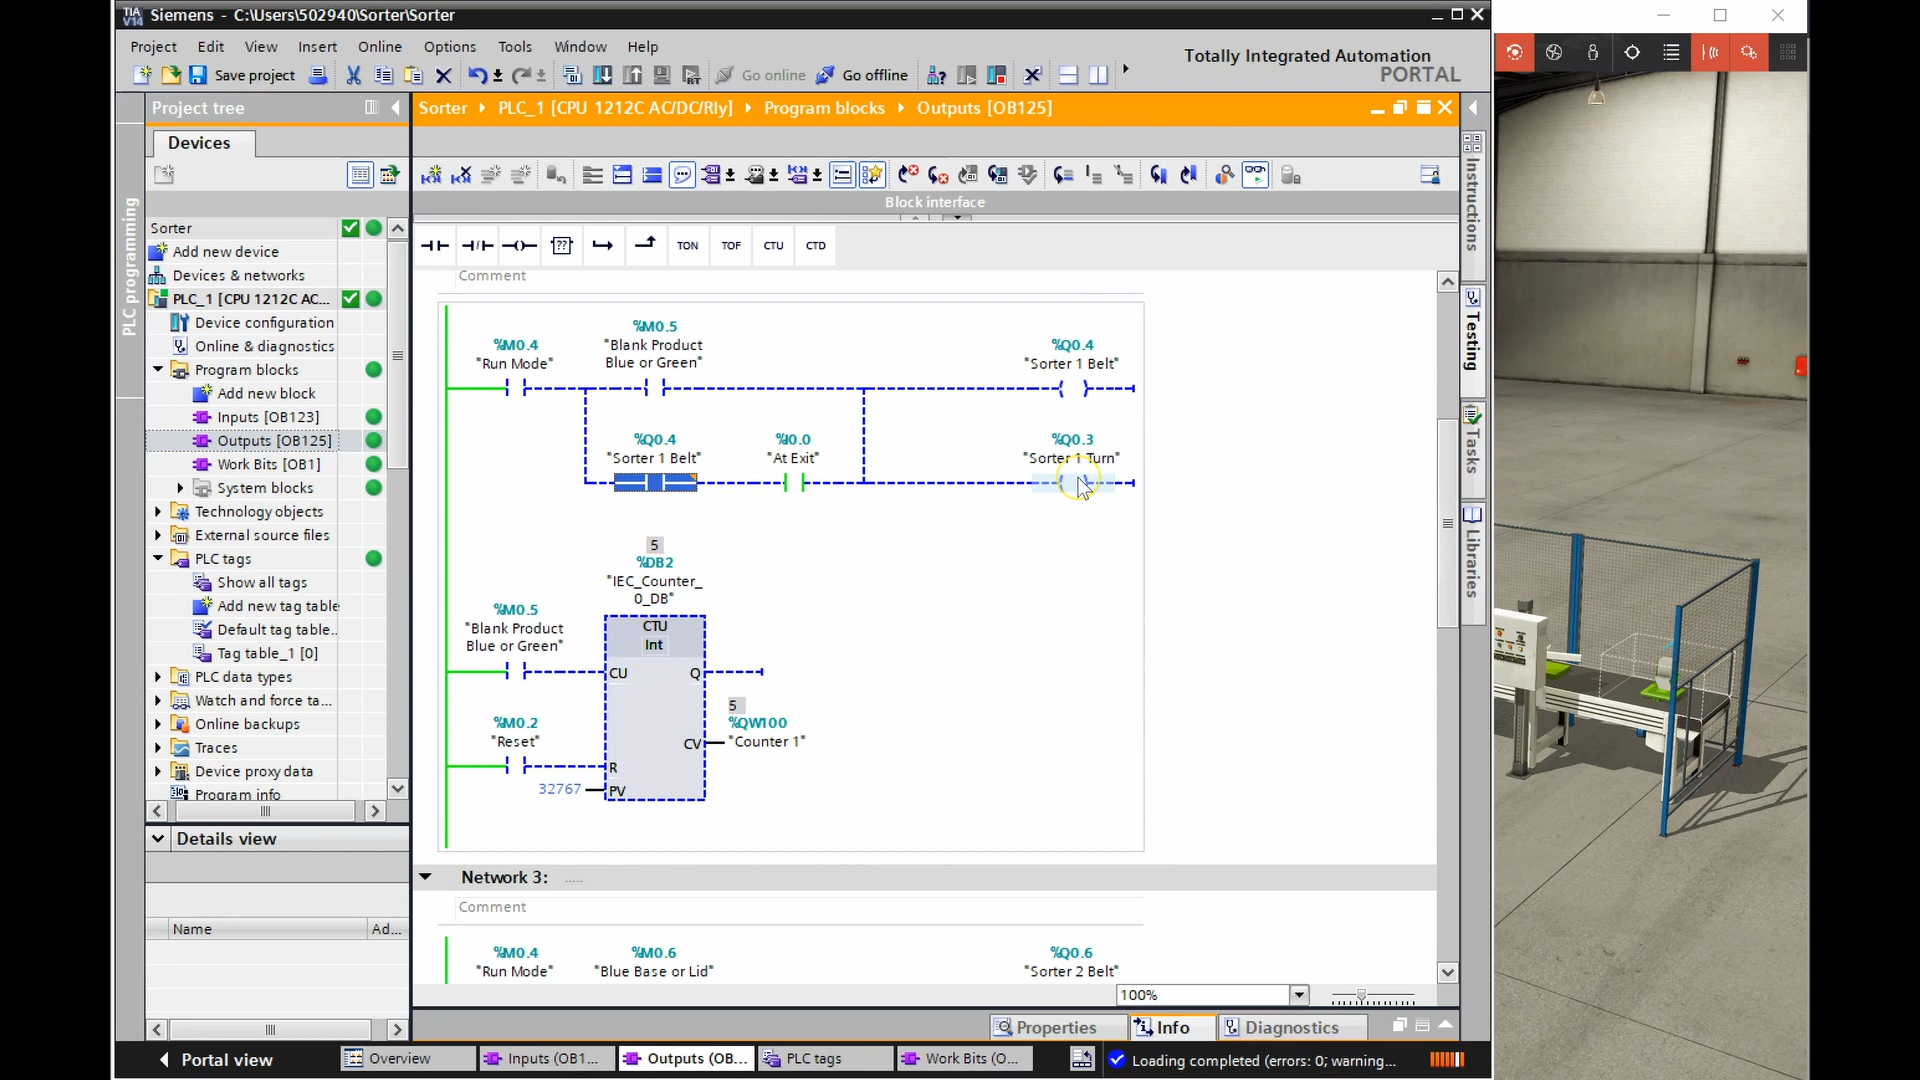 TIA V14 Siemens - C:\Users\502940\Sorter\Sorter
Project Edit View Insert Online Options Tools Window Help
Totally Integrated Automation
PORTAL
Save project
Go online
Go offline
Project tree
Sorter PLC_1 [CPU 1212C AC/DC/Rly] Program blocks Outputs [OB125]
Devices
Block interface
PLC programming
Sorter
Add new device
Devices & networks
PLC_1 [CPU 1212C AC...
Device configuration
Online & diagnostics
Program blocks
Add new block
Inputs [OB123]
Outputs [OB125]
Work Bits [OB1]
System blocks
Technology objects
External source files
PLC tags
Show all tags
Add new tag table
Default tag table..
Tag table_1 [0]
PLC data types
Watch and force ta...
Online backups
Traces
Device proxy data
Program info
Details view
Name Ad...
?? TON TOF CTU CTD
Comment
%M0.4
"Run Mode"
%M0.5
"Blank Product
Blue or Green"
%Q0.4
"Sorter 1 Belt"
%Q0.4
"Sorter 1 Belt"
%I0.0
"At Exit"
%Q0.3
"Sorter 1 Turn"
5
%DB2
"IEC_Counter_
0_DB"
%M0.5
"Blank Product
Blue or Green"
CTU
Int
CU Q
5
%QW100
"Counter 1"
CV
%M0.2
"Reset"
R
32767 PV
Network 3: .....
Comment
%M0.4
"Run Mode"
%M0.6
"Blue Base or Lid"
%Q0.6
"Sorter 2 Belt"
100%
Properties Info Diagnostics
Instructions
Testing
Tasks
Libraries
Portal view Overview Inputs (OB1... Outputs (OB... PLC tags Work Bits (O...
Loading completed (errors: 0; warning...